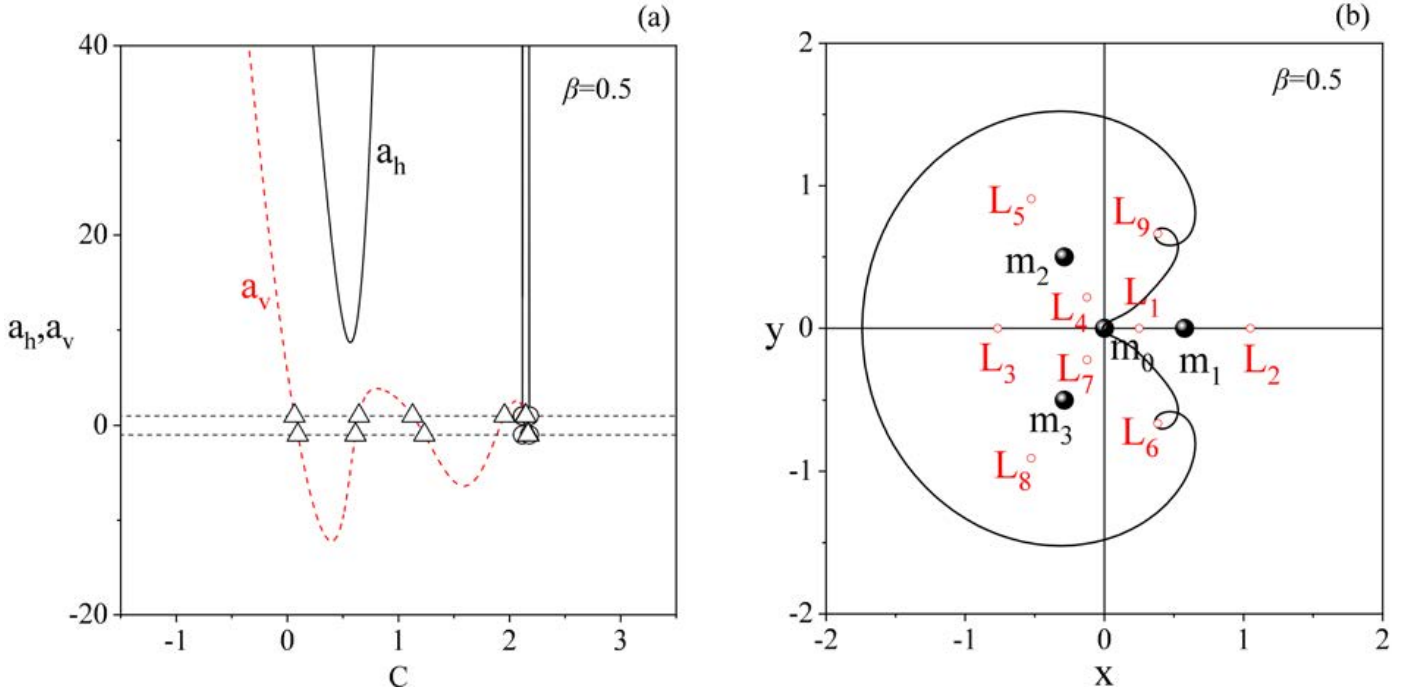 (a)
40
β=0.5
a_h
20
a_v
a_h,a_v
0
-20
-1 0 1 2 3
C
(b)
2
β=0.5
1
L_5
L_9
m_2
L_4
L_1
y
0
L_3
m_0
m_1
L_2
L_7
m_3
L_6
-1
L_8
-2
-2 -1 0 1 2
x